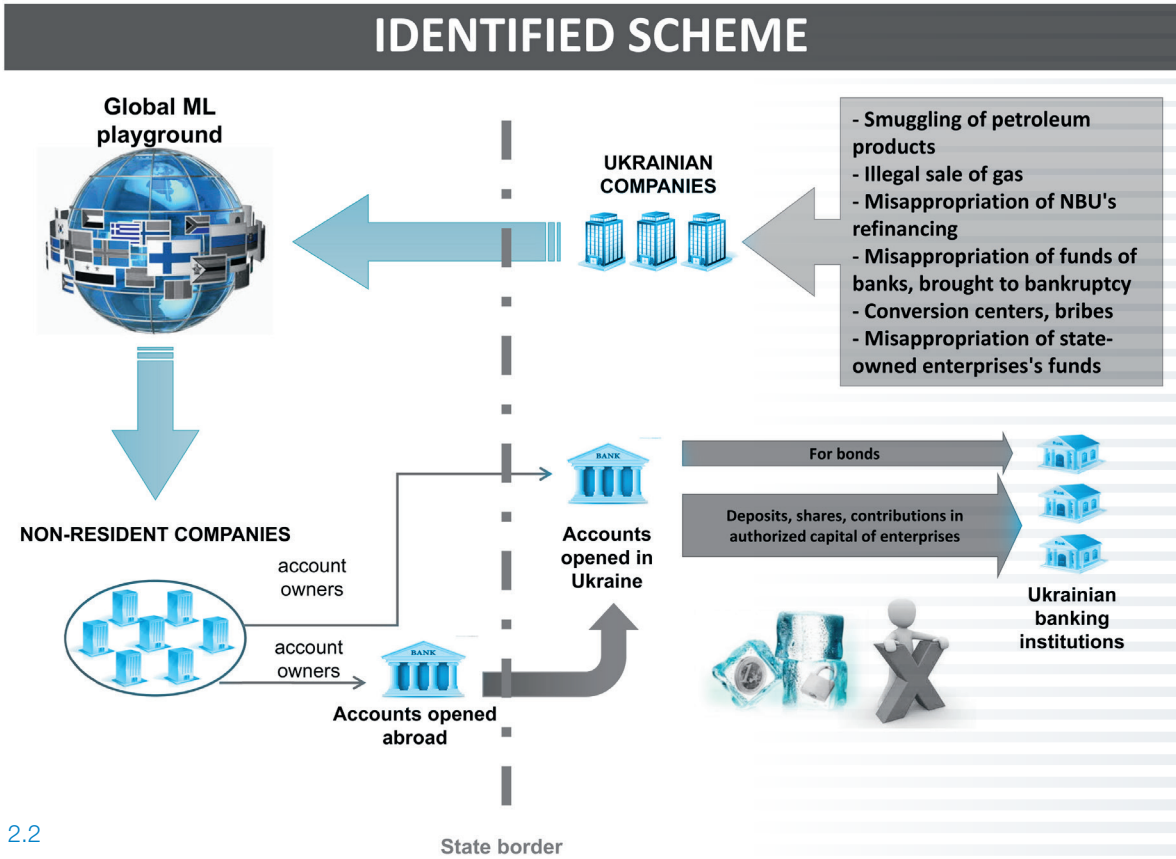 IDENTIFIED SCHEME
Global ML
playground
UKRAINIAN
COMPANIES
- Smuggling of petroleum
products
- Illegal sale of gas
- Misappropriation of NBU's
refinancing
- Misappropriation of funds of
banks, brought to bankruptcy
- Conversion centers, bribes
- Misappropriation of state-
owned enterprises's funds
NON-RESIDENT COMPANIES
account
owners
account
owners
BANK
Accounts opened
abroad
BANK
Accounts
opened in
Ukraine
For bonds
Deposits, shares, contributions in
authorized capital of enterprises
Ukrainian
banking
institutions
2.2
State border